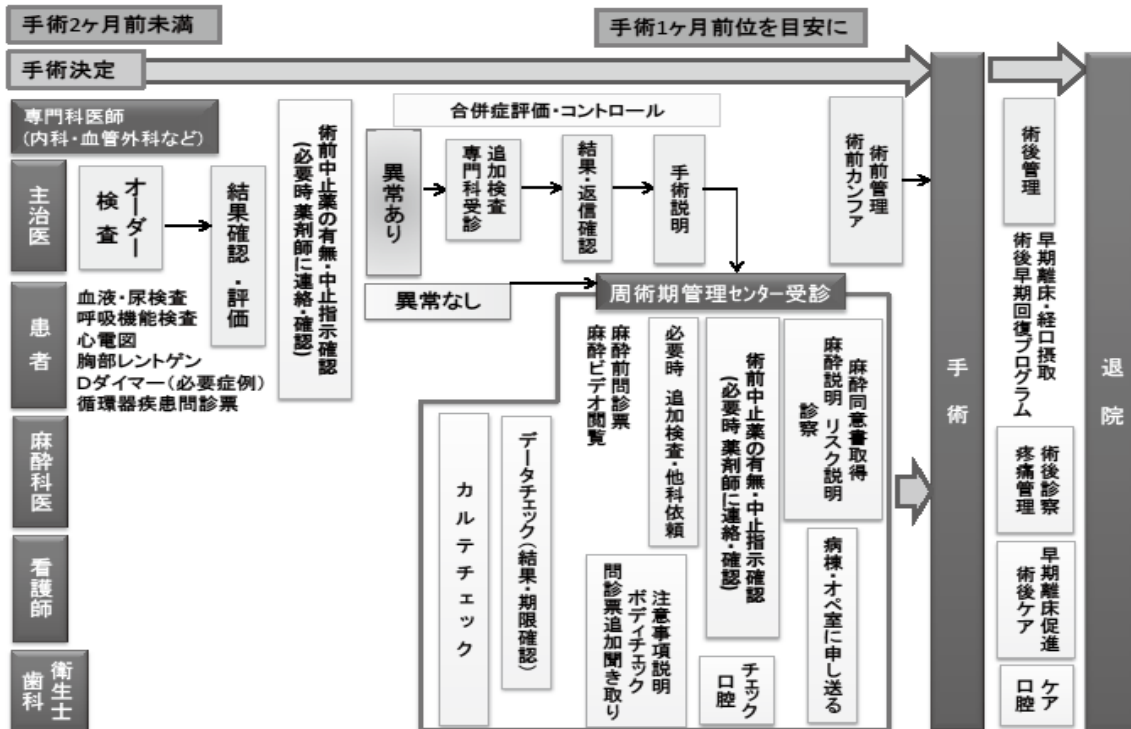 手術2ヶ月前未満
手術1ヶ月前位を目安に
手術決定
専門科医師
(内科・血管外科など)
主治医
患者
麻酔科医
看護師
歯科
衛生士
検査
オーダー
結果確認・評価
血液・尿検査
呼吸機能検査
心電図
胸部レントゲン
Dダイマー(必要症例)
循環器疾患問診票
術前中止薬の有無・中止指示確認
(必要時 薬剤師に連絡・確認)
合併症評価・コントロール
異常あり
追加検査
専門科受診
結果・返信確認
手術説明
異常なし
術前管理
術前カンファ
周術期管理センター受診
カルテチェック
データチェック(結果・期限確認)
麻酔前問診票
麻酔ビデオ閲覧
注意事項説明
ボディチェック
問診票追加聞き取り
必要時 追加検査・他科依頼
術前中止薬の有無・中止指示確認
(必要時 薬剤師に連絡・確認)
チェック
口腔
麻酔同意書取得
麻酔説明 リスク説明
診察
病棟・オペ室に申し送る
手術
術後管理
早期離床・経口摂取
術後早期回復プログラム
術後診察
疼痛管理
早期離床促進
術後ケア
ケア
口腔
退院